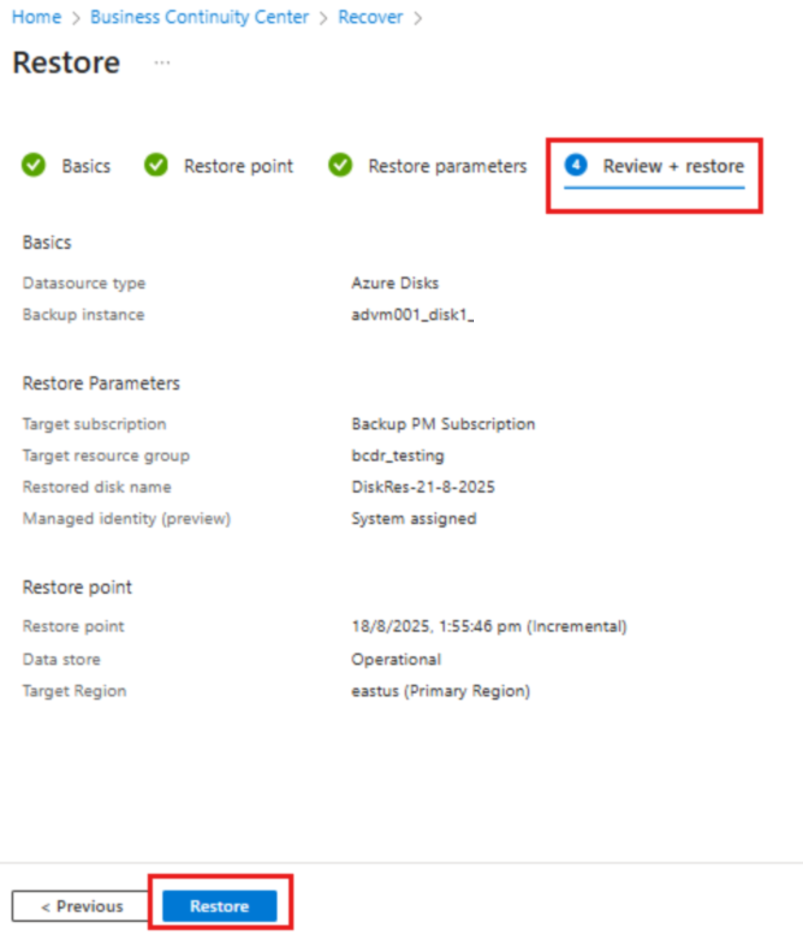 Home > Business Continuity Center > Recover >
Restore ...
Basics Restore point Restore parameters 4 Review + restore
Basics
Datasource type Azure Disks
Backup instance advm001_disk1_
Restore Parameters
Target subscription Backup PM Subscription
Target resource group bcdr_testing
Restored disk name DiskRes-21-8-2025
Managed identity (preview) System assigned
Restore point
Restore point 18/8/2025, 1:55:46 pm (Incremental)
Data store Operational
Target Region eastus (Primary Region)
< Previous Restore